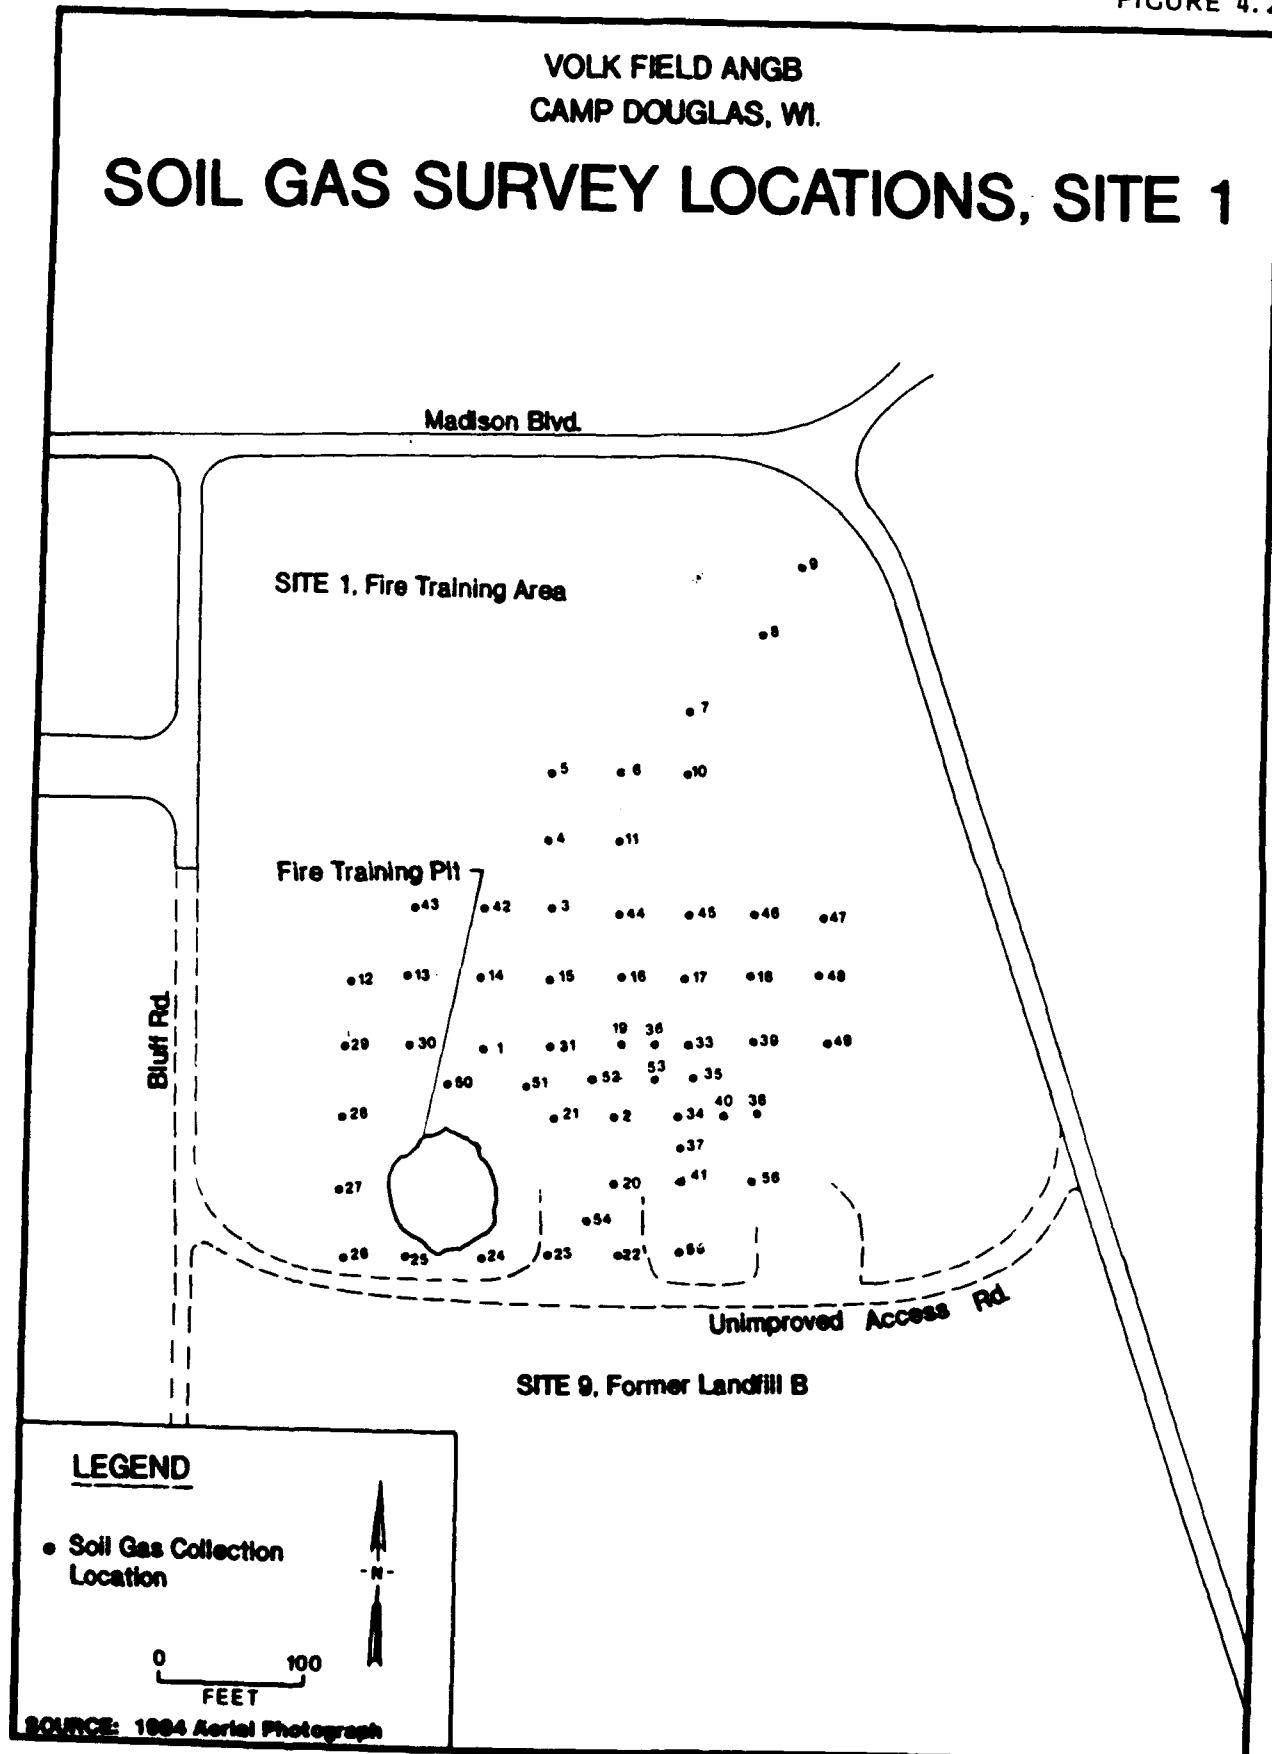 FIGURE 4.2
VOLK FIELD ANGB
CAMP DOUGLAS, WI.
SOIL GAS SURVEY LOCATIONS, SITE 1
Madison Blvd.
9
SITE 1, Fire Training Area
8
7
5 6 10
4 11
Fire Training Pit
43 42 3 44 45 46 47
12 13 14 15 16 17 18 48
19 36
29 30 1 31 33 39 49
Bluff Rd.
50 51 52 53 35
40 38
28 21 2 34
37
27 20 41 56
54
26 25 24 23 22 55
Unimproved Access Rd.
SITE 9, Former Landfill B
LEGEND
Soil Gas Collection
Location
-N-
0 100
FEET
SOURCE: 1984 Aerial Photograph